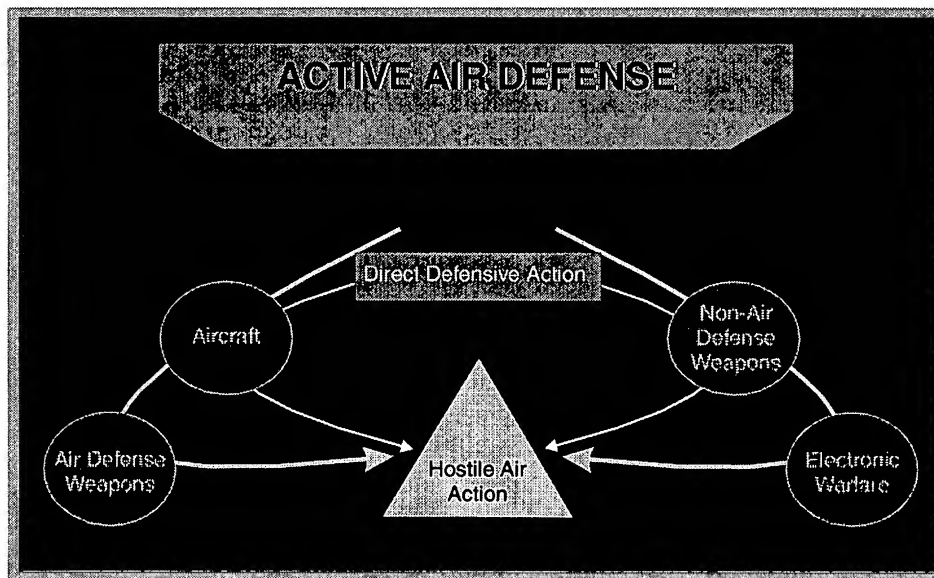 ACTIVE AIR DEFENSE
Direct Defensive Action
Aircraft
Non-Air
Defense
Weapons
Air Defense
Weapons
Hostile Air
Action
Electronic
Warfare